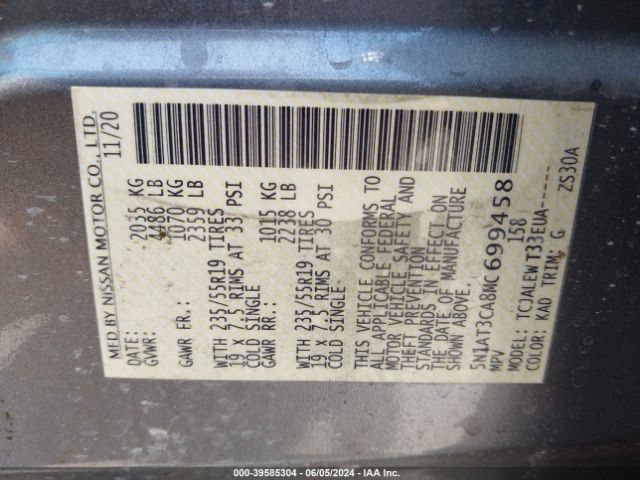 MFD BY NISSAN MOTOR CO., LTD.
DATE: 11/20
GVWR: 2035 KG
4486 LB
GAWR FR.: 1070 KG
2359 LB
WITH 235/55R19 TIRES
19 x 7.5 RIMS AT 33 PSI
COLD SINGLE
GAWR RR.: 1015 KG
2238 LB
WITH 235/55R19 TIRES
19 x 7.5 RIMS AT 30 PSI
COLD SINGLE
THIS VEHICLE CONFORMS TO
ALL APPLICABLE FEDERAL
MOTOR VEHICLE SAFETY AND
THEFT PREVENTION
STANDARDS IN EFFECT ON
THE DATE OF MANUFACTURE
SHOWN ABOVE.
5N1AT3CA8MC699458
MPV 158
MODEL: TCJALEWT33EUA-----
COLOR: KAD TRIM: G ZS30A
000-39585304 | 06/05/2024 - IAA Inc.